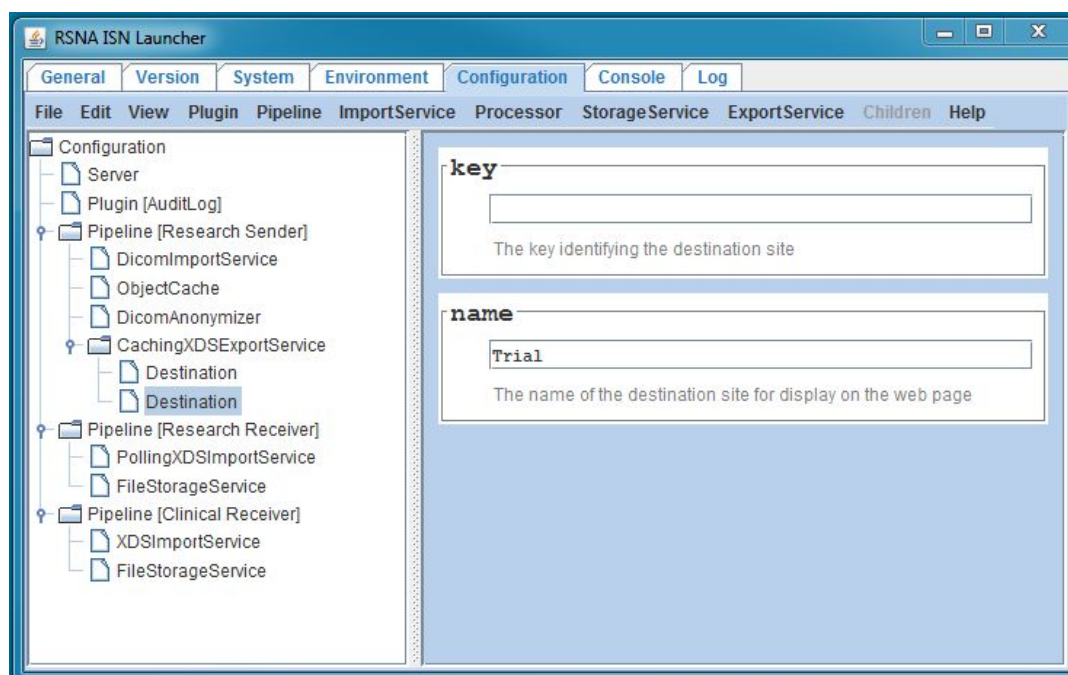 RSNA ISN Launcher
General Version System Environment Configuration Console Log
File Edit View Plugin Pipeline ImportService Processor StorageService ExportService Children Help
Configuration
Server
Plugin [AuditLog]
Pipeline [Research Sender]
DicomImportService
ObjectCache
DicomAnonymizer
CachingXDSExportService
Destination
Destination
Pipeline [Research Receiver]
PollingXDSImportService
FileStorageService
Pipeline [Clinical Receiver]
XDSImportService
FileStorageService
key
The key identifying the destination site
name
Trial
The name of the destination site for display on the web page